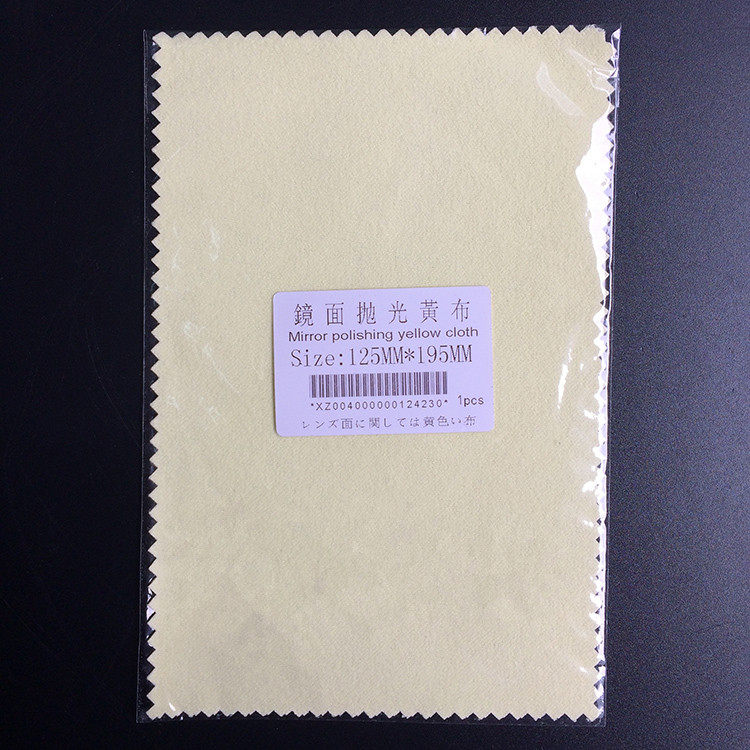 鏡面拋光黃布
Mirror polishing yellow cloth
Size:125MM*195MM
*XZ004000000124230* 1pcs
レンズ面に関しては黄色い布